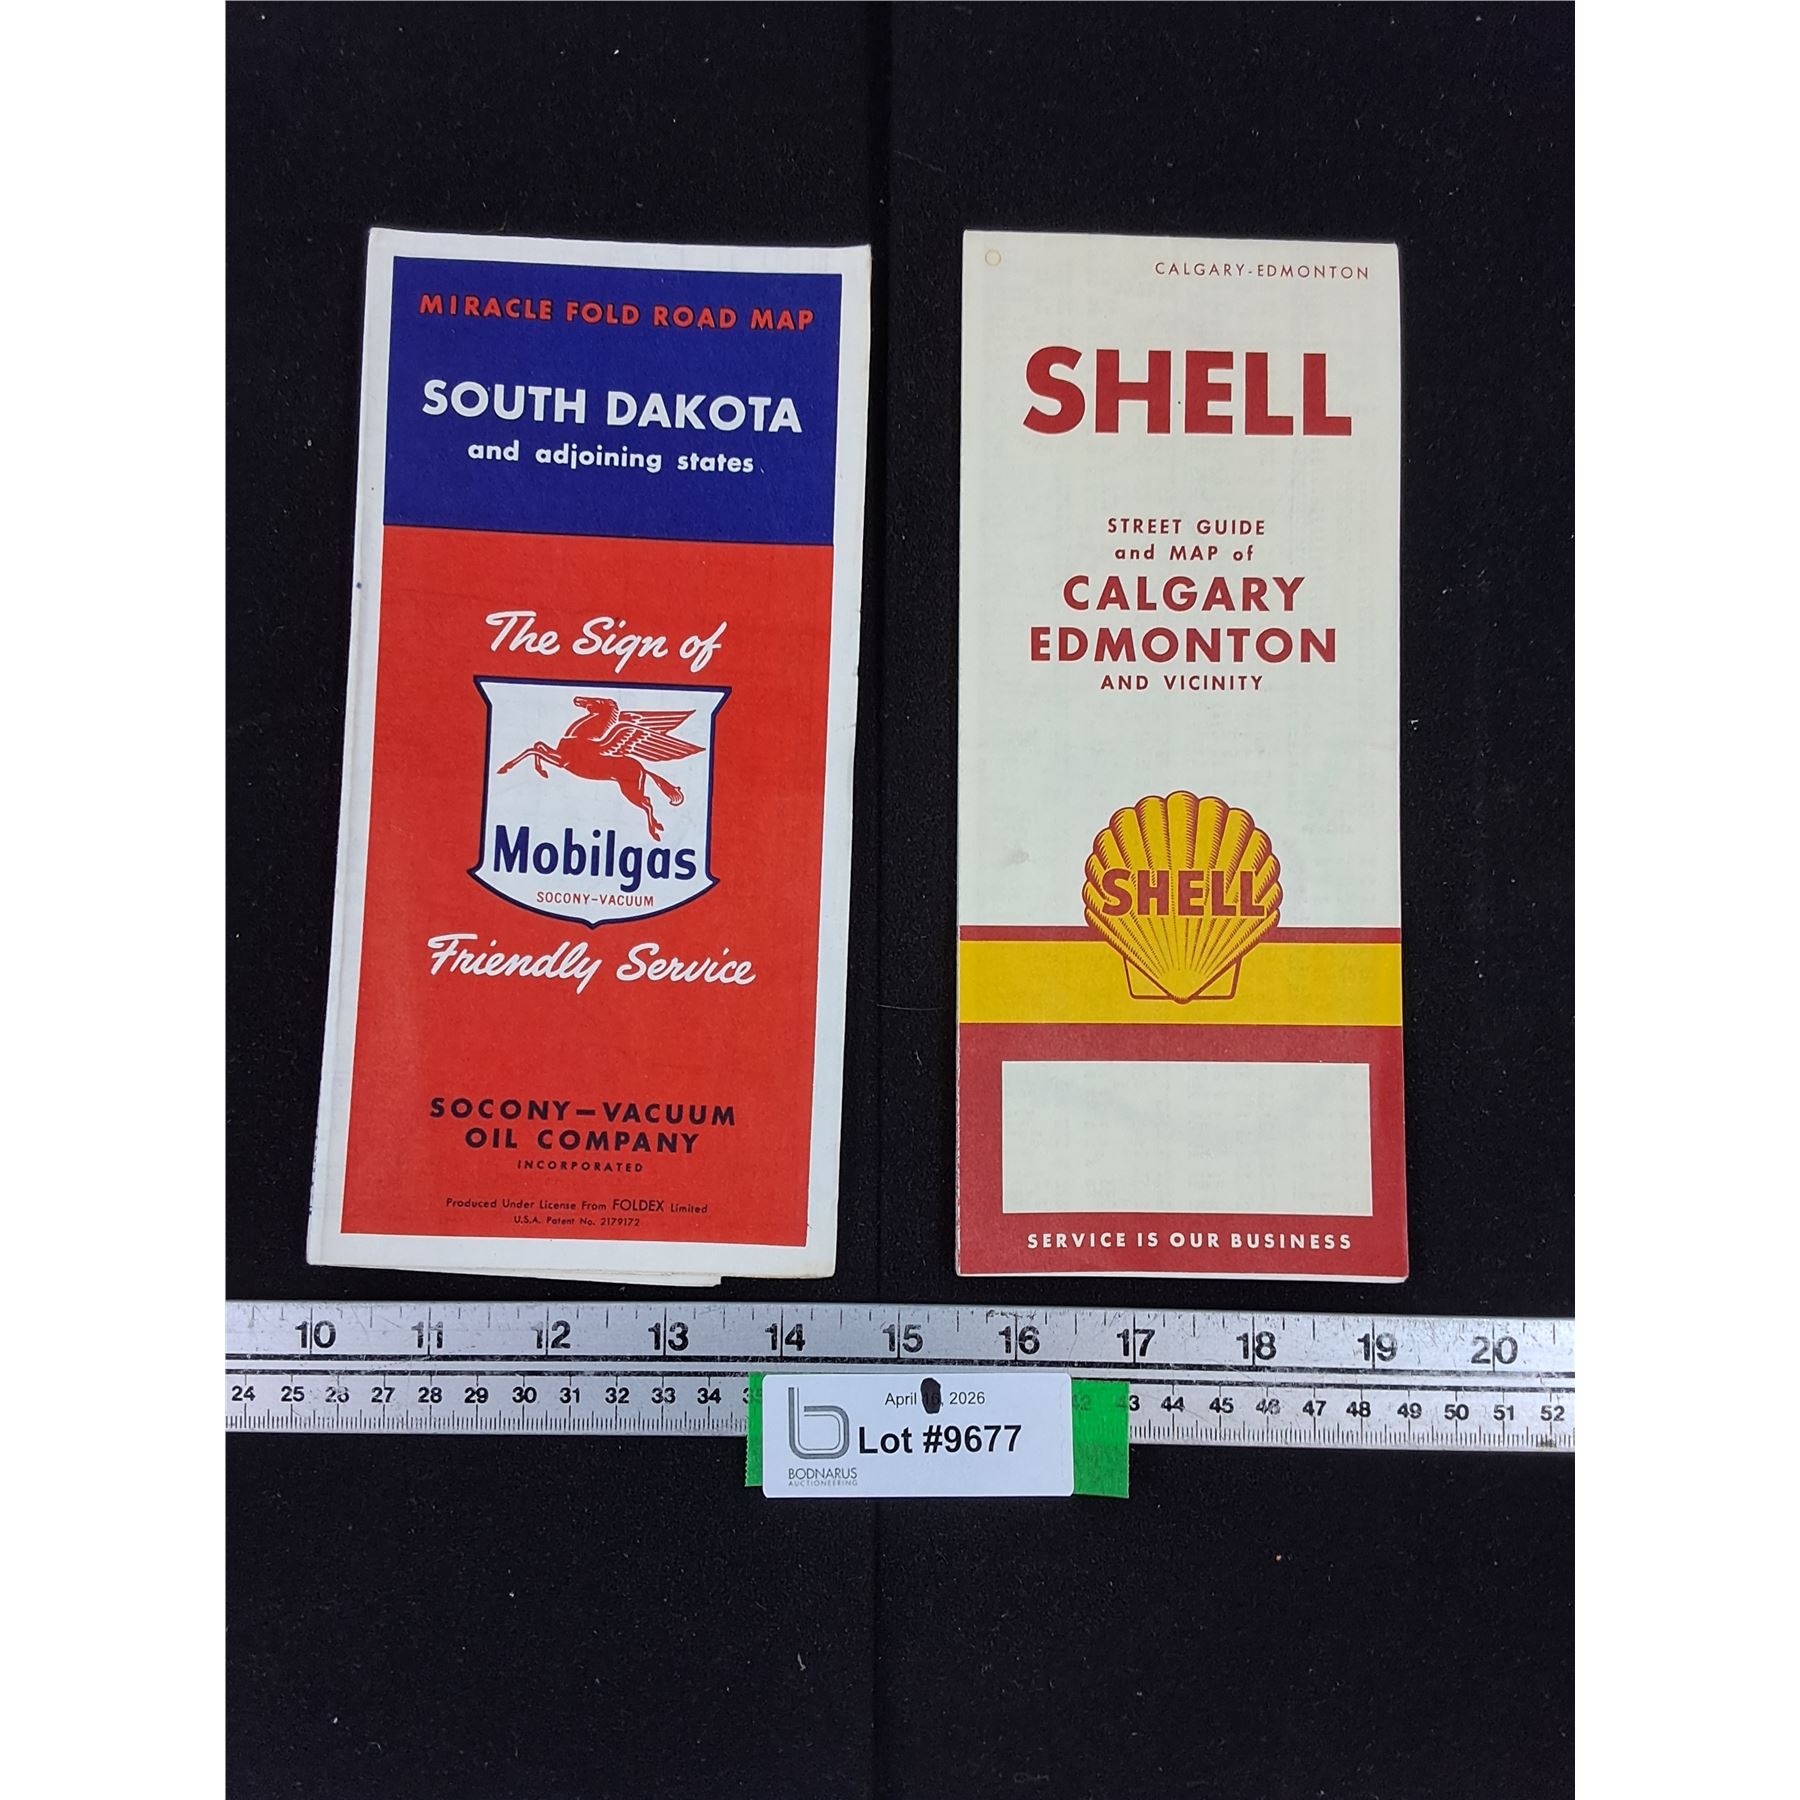 MIRACLE FOLD ROAD MAP
SOUTH DAKOTA
and adjoining states
The Sign of
Mobilgas
SOCONY-VACUUM
Friendly Service
SOCONY-VACUUM
OIL COMPANY
INCORPORATED
Produced Under License From FOLDEX Limited
U.S.A. Patent No. 2179172
CALGARY-EDMONTON
SHELL
STREET GUIDE
and MAP of
CALGARY
EDMONTON
AND VICINITY
SHELL
SERVICE IS OUR BUSINESS
10 11 12 13 14 15 16 17 18 19 20
24 25 26 27 28 29 30 31 32 33 34 42 43 44 45 46 47 48 49 50 51 52
April , 2026
Lot #9677
BODNARUS
AUCTIONEERING